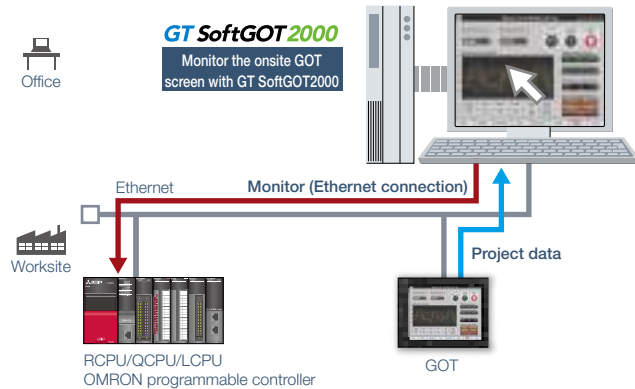 GT SoftGOT2000
Monitor the onsite GOT
screen with GT SoftGOT2000
Office
Ethernet
Monitor (Ethernet connection)
Worksite
Project data
RCPU/QCPU/LCPU
OMRON programmable controller
GOT